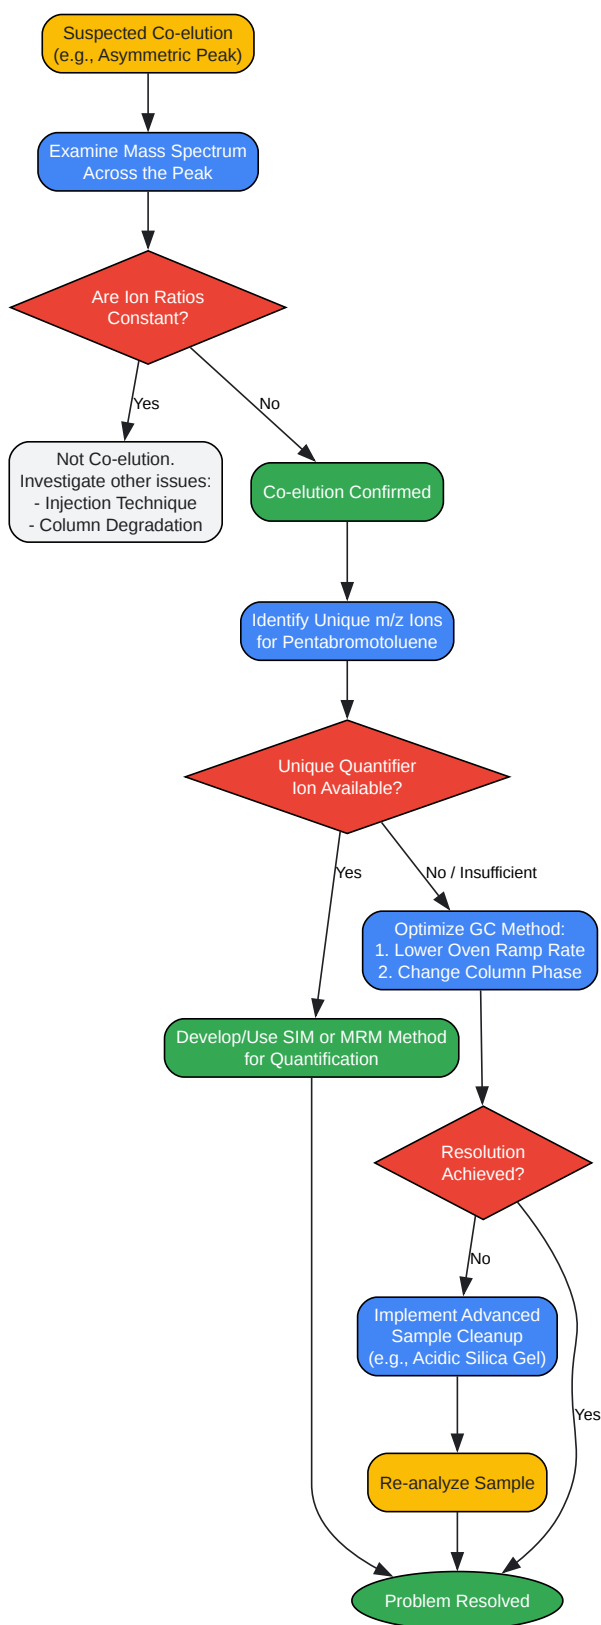 Suspected Co-elution
(e.g., Asymmetric Peak)
Examine Mass Spectrum
Across the Peak
Are Ion Ratios
Constant?
Yes
No
Not Co-elution.
Investigate other issues:
- Injection Technique
- Column Degradation
Co-elution Confirmed
Identify Unique m/z Ions
for Pentabromotoluene
Unique Quantifier
Ion Available?
Yes
No / Insufficient
Optimize GC Method:
1. Lower Oven Ramp Rate
2. Change Column Phase
Develop/Use SIM or MRM Method
for Quantification
Resolution
Achieved?
No
Implement Advanced
Sample Cleanup
(e.g., Acidic Silica Gel)
Yes
Re-analyze Sample
Problem Resolved